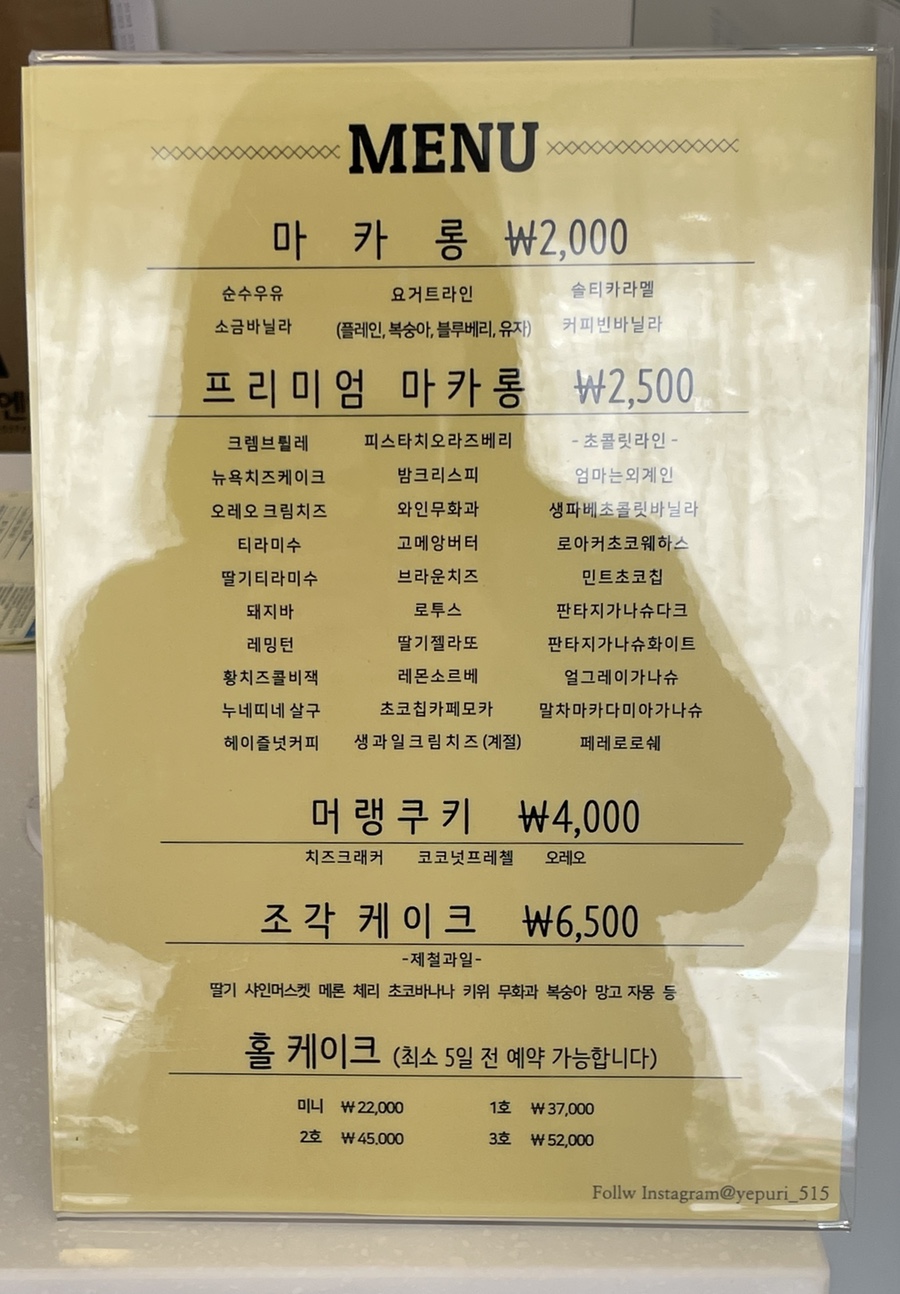 MENU
마 카 롱 ₩2,000
순수우유 요거트라인 솔티카라멜
소금바닐라 (플레인, 복숭아, 블루베리, 유자) 커피빈바닐라
프리미엄 마카롱 ₩2,500
크렘브륄레 피스타치오라즈베리 - 초콜릿라인 -
뉴욕치즈케이크 밤크리스피 엄마는외계인
오레오 크림치즈 와인무화과 생파베초콜릿바닐라
티라미수 고메앙버터 로아커초코웨하스
딸기티라미수 브라운치즈 민트초코칩
돼지바 로투스 판타지가나슈다크
레밍턴 딸기젤라또 판타지가나슈화이트
황치즈콜비잭 레몬소르베 얼그레이가나슈
누네띠네 살구 초코칩카페모카 말차마카다미아가나슈
헤이즐넛커피 생과일크림치즈 (계절) 페레로로쉐
머랭쿠키 ₩4,000
치즈크래커 코코넛프레첼 오레오
조각 케이크 ₩6,500
-제철과일-
딸기 샤인머스켓 메론 체리 초코바나나 키위 무화과 복숭아 망고 자몽 등
홀 케이크 (최소 5일 전 예약 가능합니다)
미니 ₩22,000 1호 ₩37,000
2호 ₩45,000 3호 ₩52,000
Follw Instagram@yepuri_515
엔